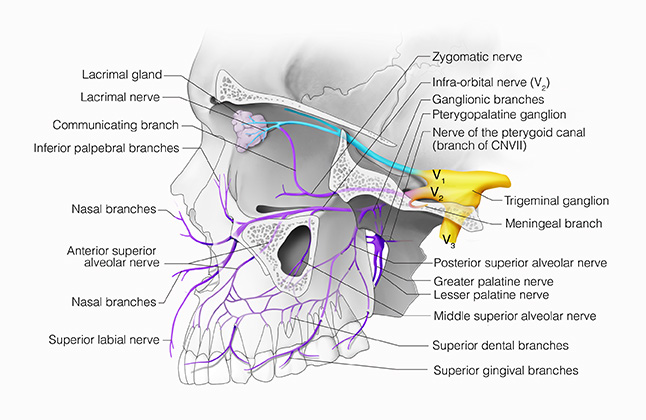 Lacrimal gland
Lacrimal nerve
Communicating branch
Inferior palpebral branches
Nasal branches
Anterior superior
alveolar nerve
Nasal branches
Superior labial nerve
Zygomatic nerve
Infra-orbital nerve (V2)
Ganglionic branches
Pterygopalatine ganglion
Nerve of the pterygoid canal
(branch of CNVII)
V1
V2
V3
Trigeminal ganglion
Meningeal branch
Posterior superior alveolar nerve
Greater palatine nerve
Lesser palatine nerve
Middle superior alveolar nerve
Superior dental branches
Superior gingival branches